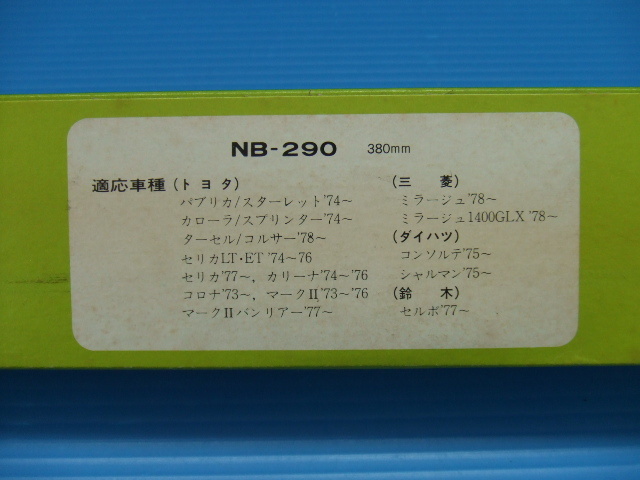 NB-290 380mm
適応車種(トヨタ)
パブリカ/スターレット'74~
カローラ/スプリンター'74~
ターセル/コルサー'78~
セリカLT・ET '74~76
セリカ'77~, カリーナ'74~'76
コロナ'73~, マークⅡ'73~'76
マークⅡバンリアー'77~
(三菱)
ミラージュ'78~
ミラージュ1400GLX '78~
(ダイハツ)
コンソルテ'75~
シャルマン'75~
(鈴木)
セルボ'77~